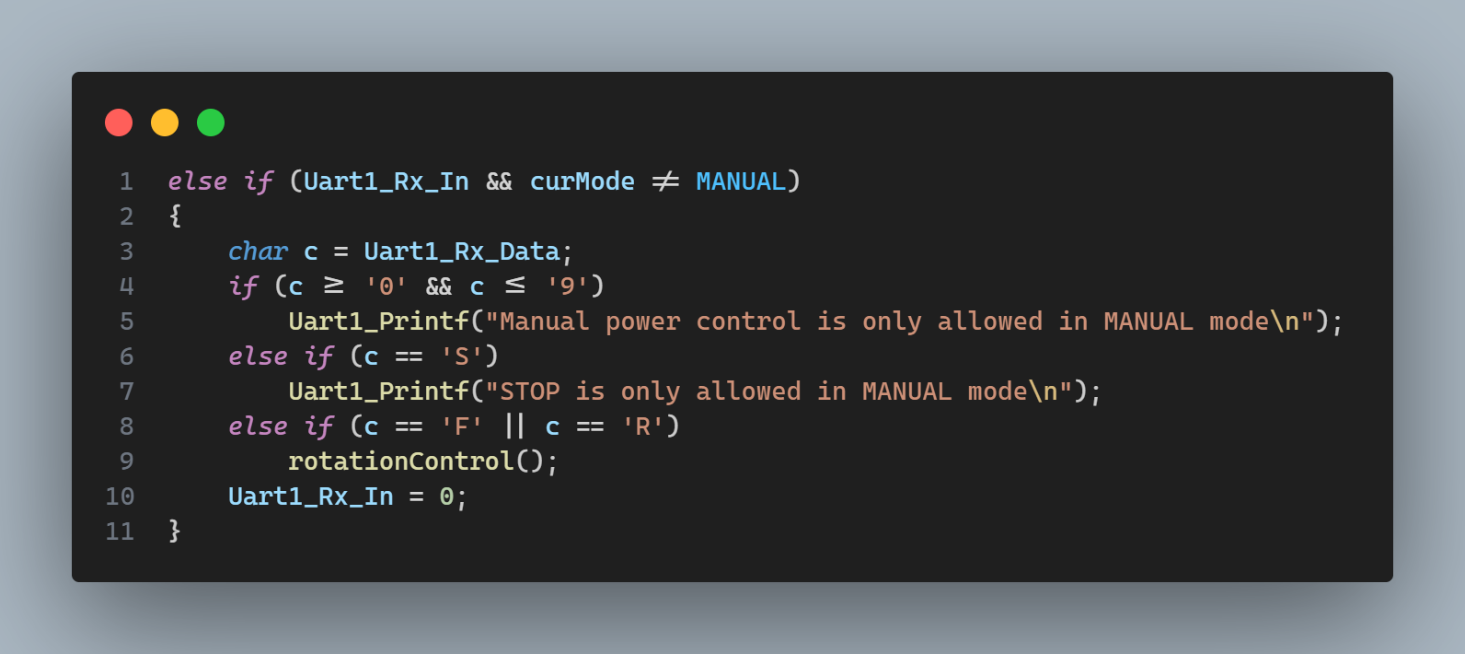 1 else if (Uart1_Rx_In && curMode ≠ MANUAL)
2 {
3     char c = Uart1_Rx_Data;
4     if (c ≥ '0' && c ≤ '9')
5         Uart1_Printf("Manual power control is only allowed in MANUAL mode\n");
6     else if (c == 'S')
7         Uart1_Printf("STOP is only allowed in MANUAL mode\n");
8     else if (c == 'F' || c == 'R')
9         rotationControl();
10     Uart1_Rx_In = 0;
11 }